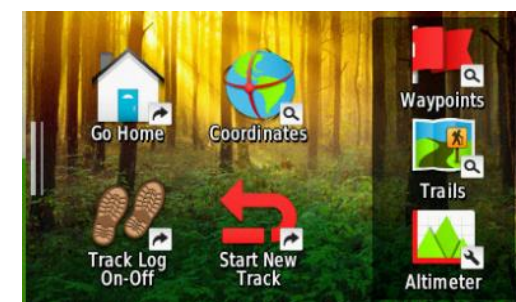 Go Home
Coordinates
Track Log
On-Off
Start New
Track
Waypoints
Trails
Altimeter